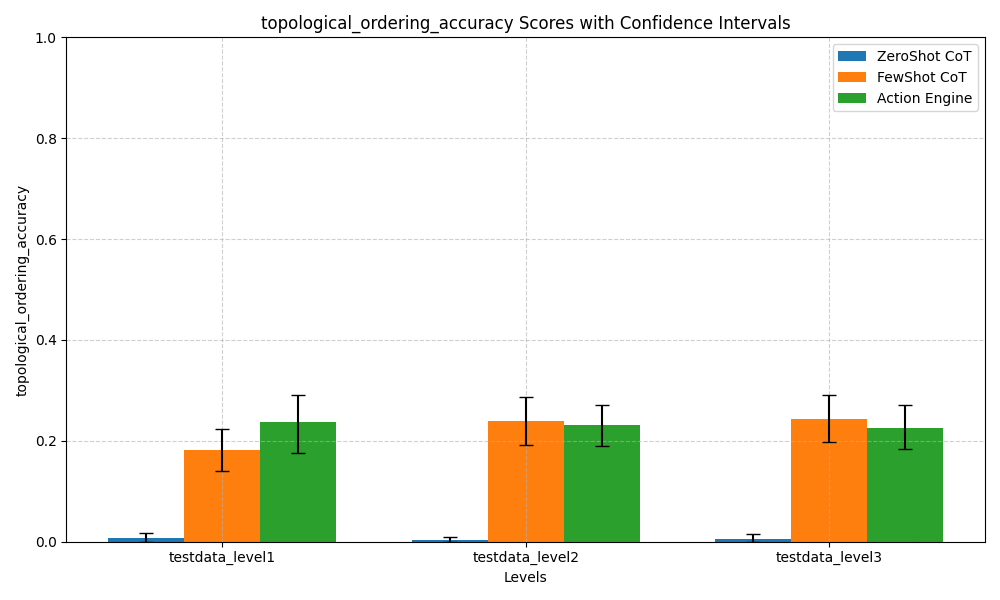 topological_ordering_accuracy Scores with Confidence Intervals
1.0
0.8
0.6
0.4
0.2
0.0
topological_ordering_accuracy
ZeroShot CoT
FewShot CoT
Action Engine
testdata_level1
testdata_level2
testdata_level3
Levels